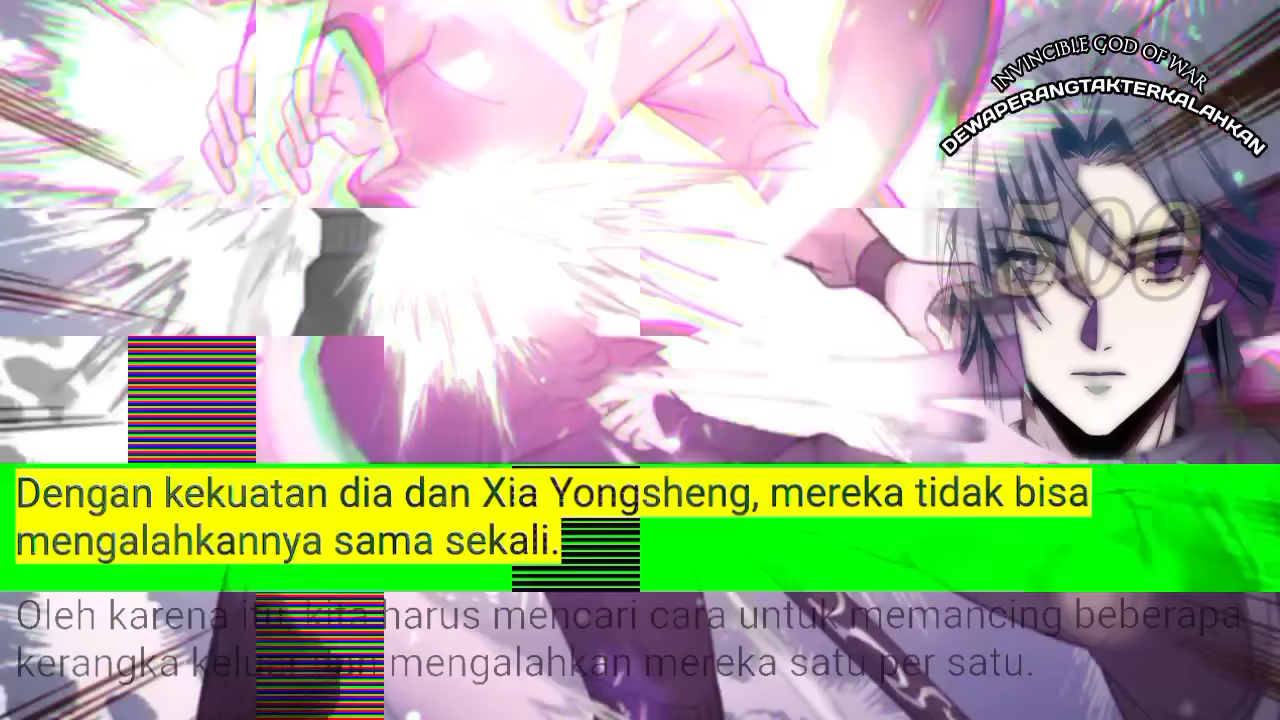 INVINCIBLE GOD OF WAR
DEWAPERANGTAKTERKALAHKAN
500
Dengan kekuatan dia dan Xia Yongsheng, mereka tidak bisa
mengalahkannya sama sekali.
Oleh karena itu, kita harus mencari cara untuk memancing beberapa
kerangka keluar dan mengalahkan mereka satu per satu.